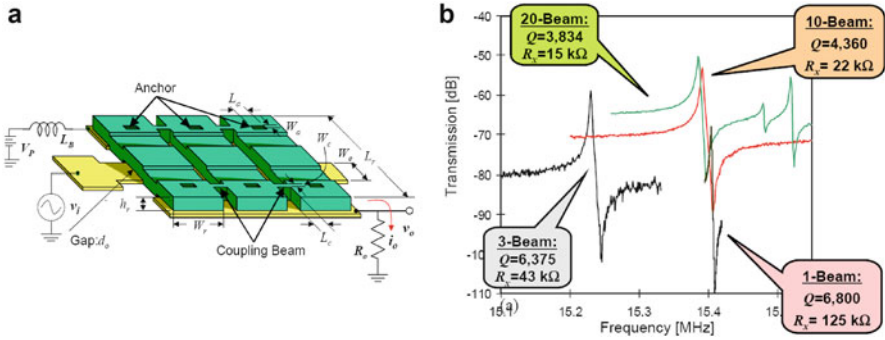 a
Anchor
L_a
W_a
W_c
W_e
L_r
L_B
V_P
v_i
h_r
W_r
Gap:d_o
Coupling Beam
L_c
R_o
i_o
v_o
b
20-Beam:
Q=3,834
R_x= 15 kΩ
10-Beam:
Q=4,360
R_x= 22 kΩ
3-Beam:
Q=6,375
R_x= 43 kΩ
1-Beam:
Q=6,800
R_x= 125 kΩ
Transmission [dB]
-40
-50
-60
-70
-80
-110
(a)
15.1
15.2
15.3
15.4
Frequency [MHz]